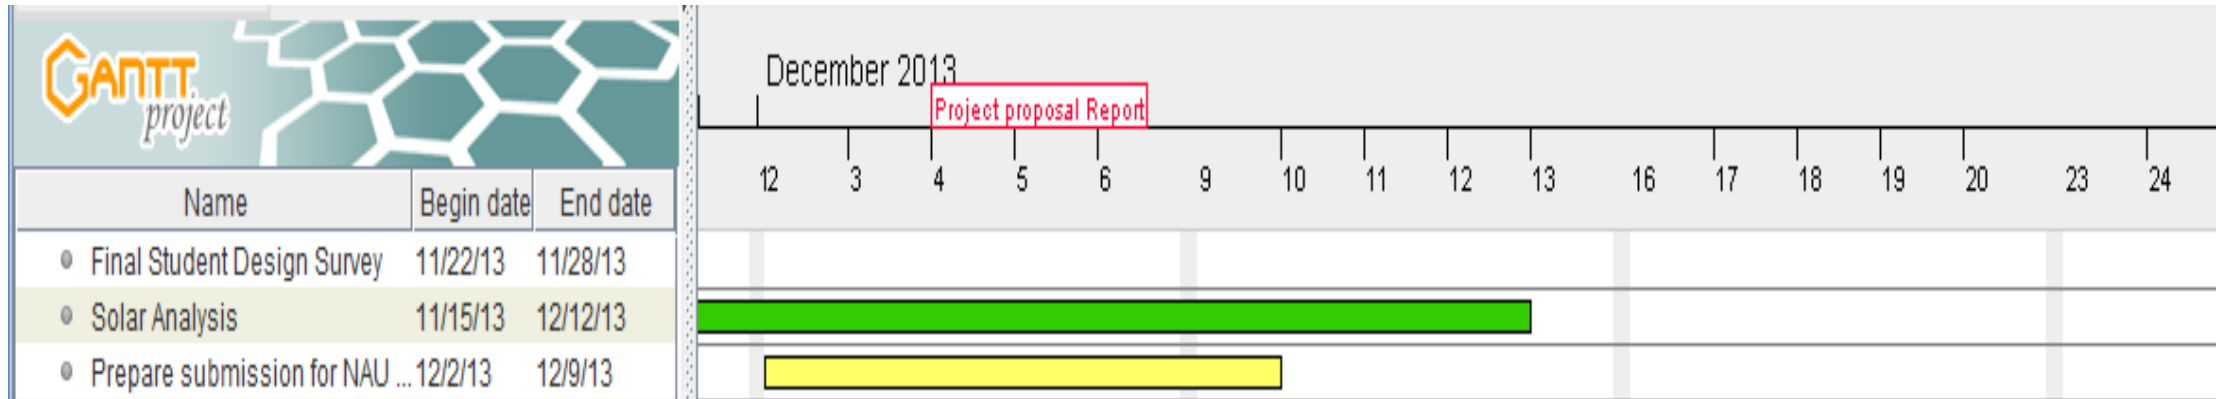 GANTT
project
December 2013
Project proposal Report
12 3 4 5 6 9 10 11 12 13 16 17 18 19 20 23 24
Name Begin date End date
Final Student Design Survey 11/22/13 11/28/13
Solar Analysis 11/15/13 12/12/13
Prepare submission for NAU ... 12/2/13 12/9/13